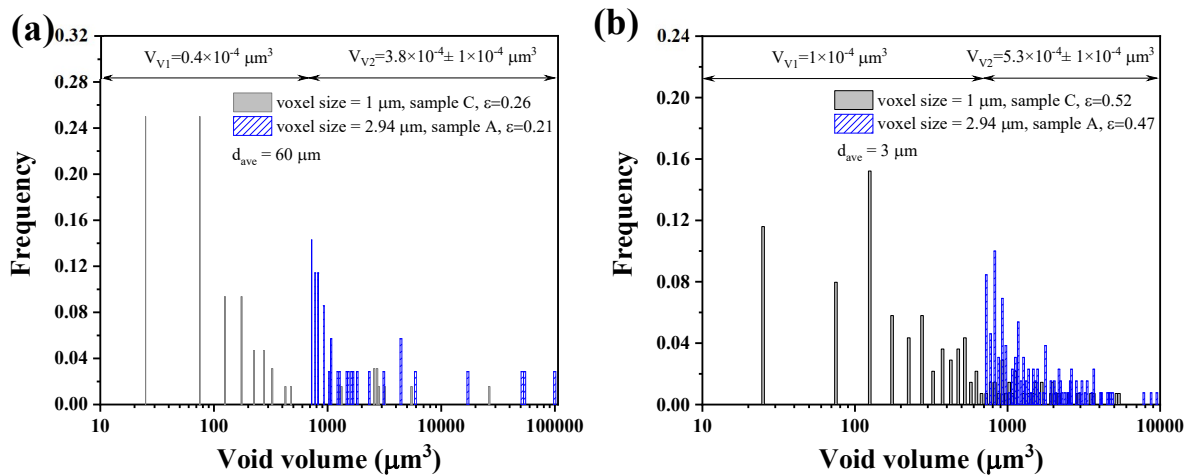 (a)
V_V1=0.4×10^-4 μm^3
V_V2=3.8×10^-4± 1×10^-4 μm^3
voxel size = 1 μm, sample C, ε=0.26
voxel size = 2.94 μm, sample A, ε=0.21
d_ave = 60 μm
Frequency
0.32
0.28
0.24
0.20
0.16
0.12
0.08
0.04
0.00
10
100
1000
10000
100000
Void volume (μm^3)
(b)
V_V1=1×10^-4 μm^3
V_V2=5.3×10^-4± 1×10^-4 μm^3
voxel size = 1 μm, sample C, ε=0.52
voxel size = 2.94 μm, sample A, ε=0.47
d_ave = 3 μm
Frequency
0.24
0.20
0.16
0.12
0.08
0.04
0.00
10
100
1000
10000
Void volume (μm^3)